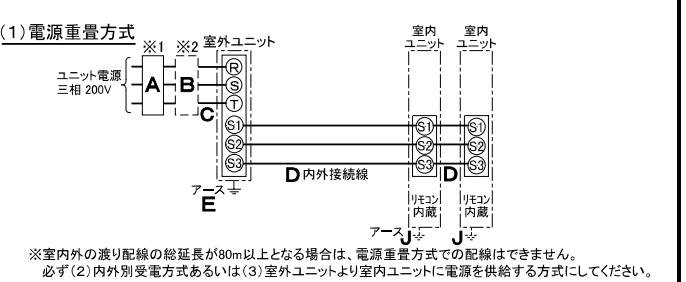 (1)電源重畳方式
※1 ※2 室外ユニット
室内
ユニット
室内
ユニット
ユニット電源
三相 200V
A
B
C
R
S
T
S1
S2
S3
S1
S2
S3
S1
S2
S3
D 内外接続線
D
アース
E
リモコン
内蔵
リモコン
内蔵
アース J
J
※室内外の渡り配線の総延長が80m以上となる場合は、電源重畳方式での配線はできません。
必ず(2)内外別受電方式あるいは(3)室外ユニットより室内ユニットに電源を供給する方式にしてください。